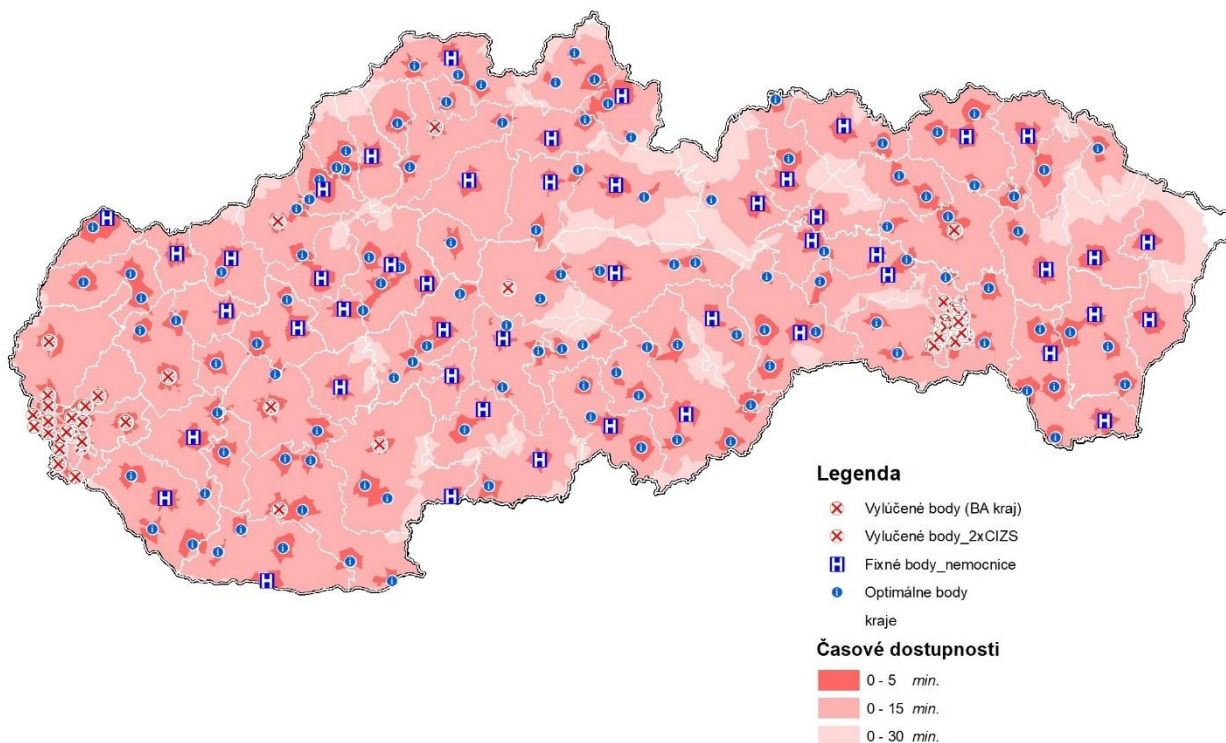 Legenda
Vylúčené body (BA kraj)
Vylučené body_2xCIZS
Fixné body_nemocnice
Optimálne body
kraje
Časové dostupnosti
0 - 5 min.
0 - 15 min.
0 - 30 min.